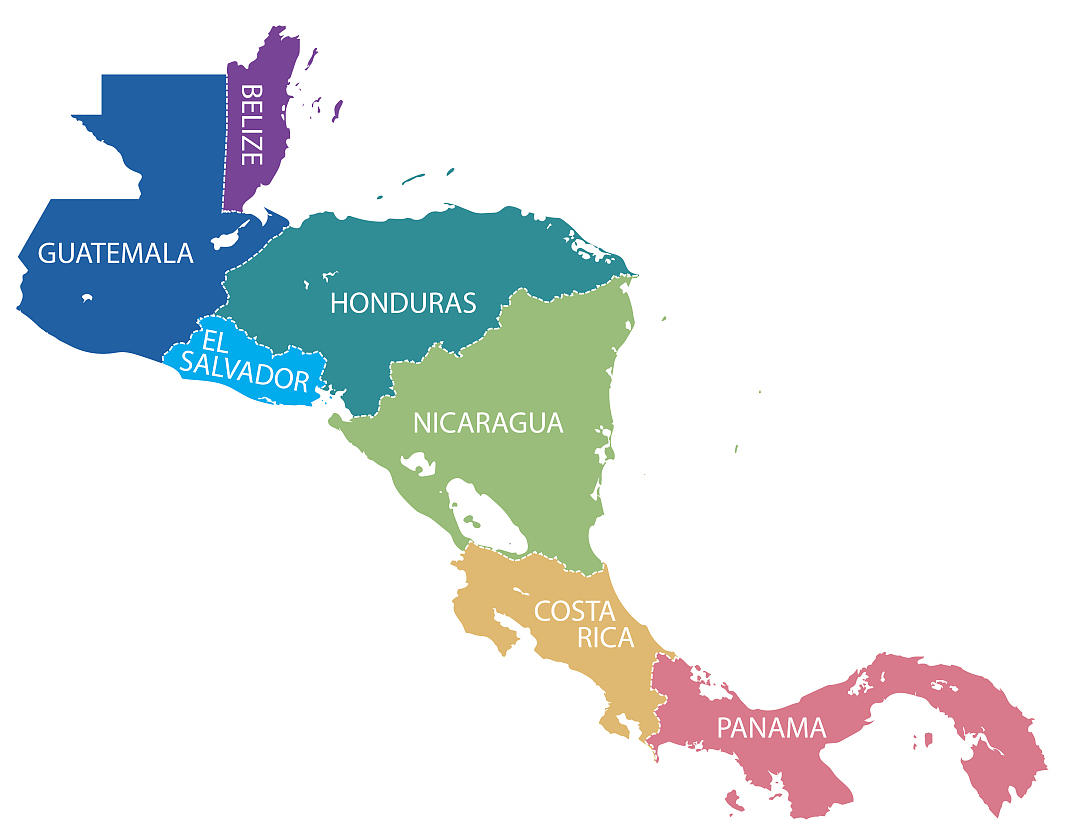 BELIZE
GUATEMALA
HONDURAS
EL
SALVADOR
NICARAGUA
COSTA
RICA
PANAMA